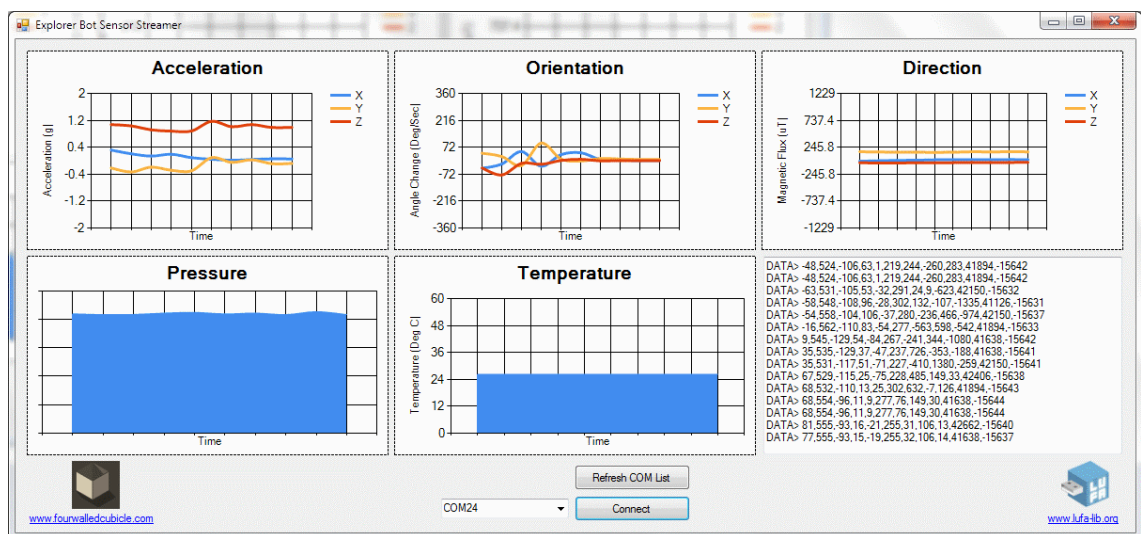 Explorer Bot Sensor Streamer
Acceleration
2
1.2
0.4
-0.4
-1.2
-2
Acceleration (g)
Time
X
Y
Z
Orientation
360
216
72
-72
-216
-360
Angle Change (Deg/Sec)
Time
X
Y
Z
Direction
1229
737.4
245.8
-245.8
-737.4
-1229
Magnetic Flux (uT)
Time
X
Y
Z
Pressure
Time
Temperature
60
48
36
24
12
0
Temperature (Deg C)
Time
DATA> -48,524,-106,63,1,219,244,-260,283,41894,-15642
DATA> -48,524,-106,63,1,219,244,-260,283,41894,-15642
DATA> -63,531,-105,53,-32,291,24,9,-623,42150,-15632
DATA> -58,548,-108,96,-28,302,132,-107,-1335,41126,-15631
DATA> -54,558,-104,106,-37,280,-236,466,-974,42150,-15637
DATA> -16,562,-110,83,-54,277,-563,598,-542,41894,-15633
DATA> 9,545,-129,54,-84,267,-241,344,-1080,41638,-15642
DATA> 35,535,-129,37,-47,237,726,-353,-188,41638,-15641
DATA> 35,531,-117,51,-71,227,-410,1380,-259,42150,-15641
DATA> 67,529,-115,25,-75,228,485,149,33,42406,-15638
DATA> 68,532,-110,13,25,302,632,-7,126,41894,-15643
DATA> 68,554,-96,11,9,277,76,149,30,41638,-15644
DATA> 68,554,-96,11,9,277,76,149,30,41638,-15644
DATA> 81,555,-93,16,-21,255,31,106,13,42662,-15640
DATA> 77,555,-93,15,-19,255,32,106,14,41638,-15637
www.fourwalledcubicle.com
Refresh COM List
COM24
Connect
LUFA
www.lufa-lib.org